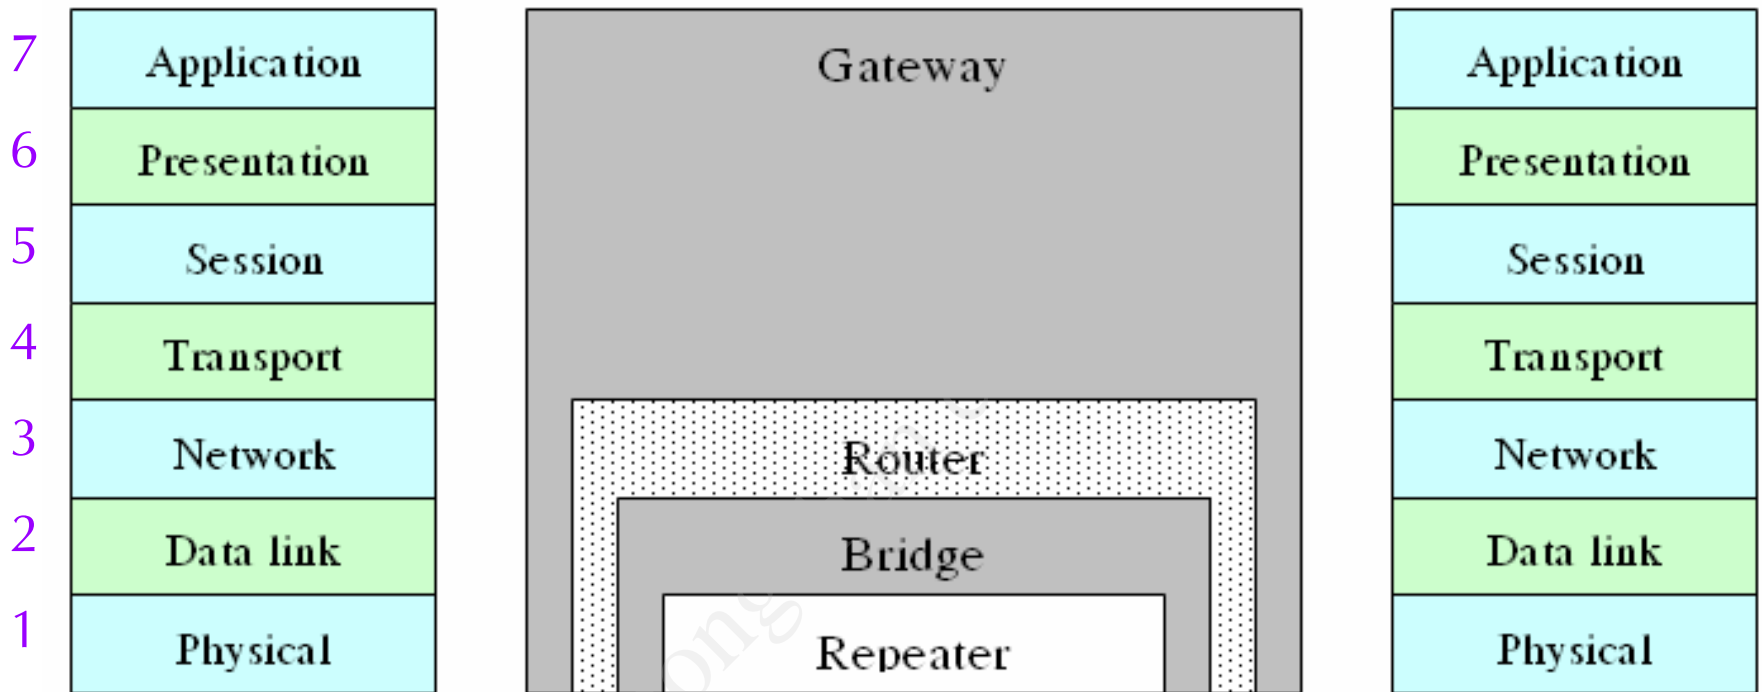 7 Application Gateway Application
6 Presentation Presentation
5 Session Session
4 Transport Transport
3 Network Router Network
2 Data link Bridge Data link
1 Physical Repeater Physical